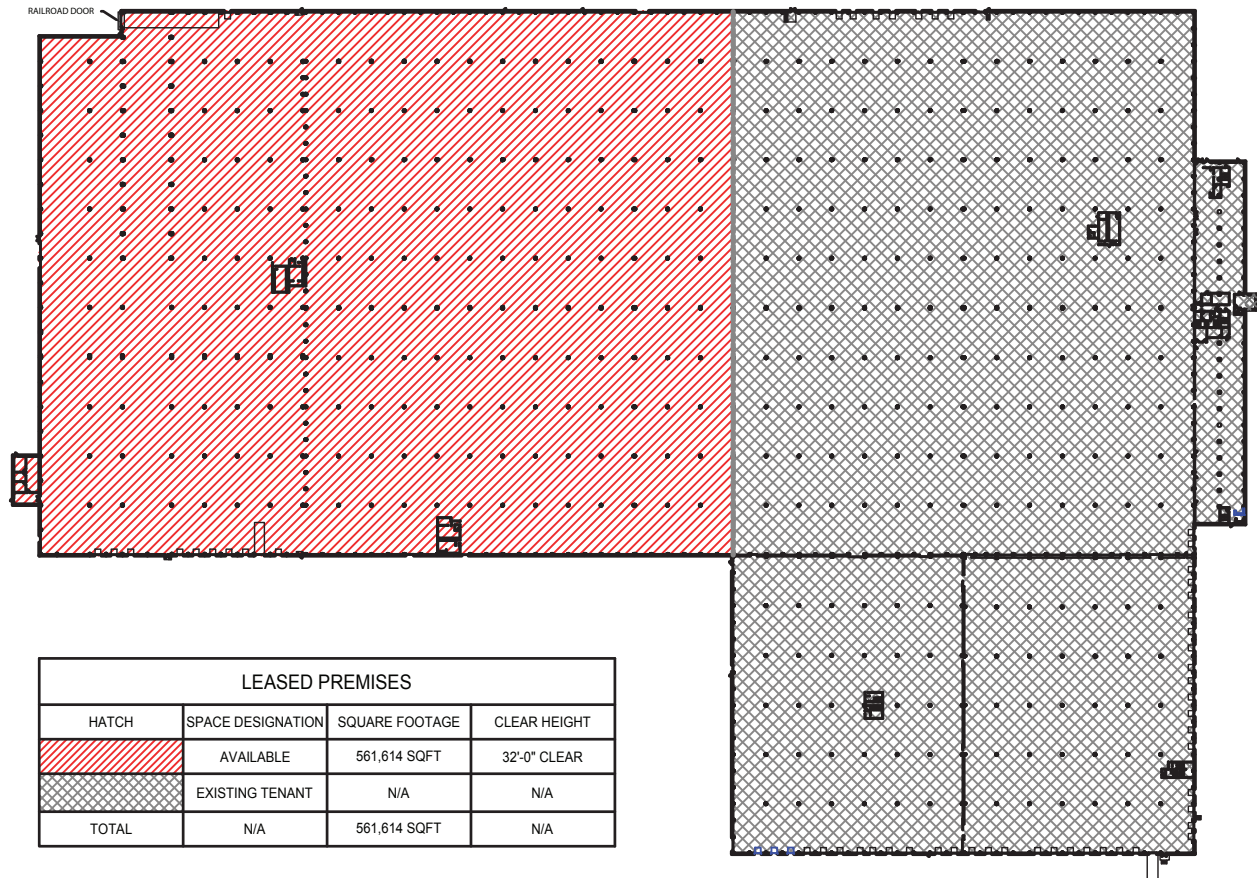 RAILROAD DOOR
LEASED PREMISES
HATCH SPACE DESIGNATION SQUARE FOOTAGE CLEAR HEIGHT
AVAILABLE 561,614 SQFT 32'-0" CLEAR
EXISTING TENANT N/A N/A
TOTAL N/A 561,614 SQFT N/A